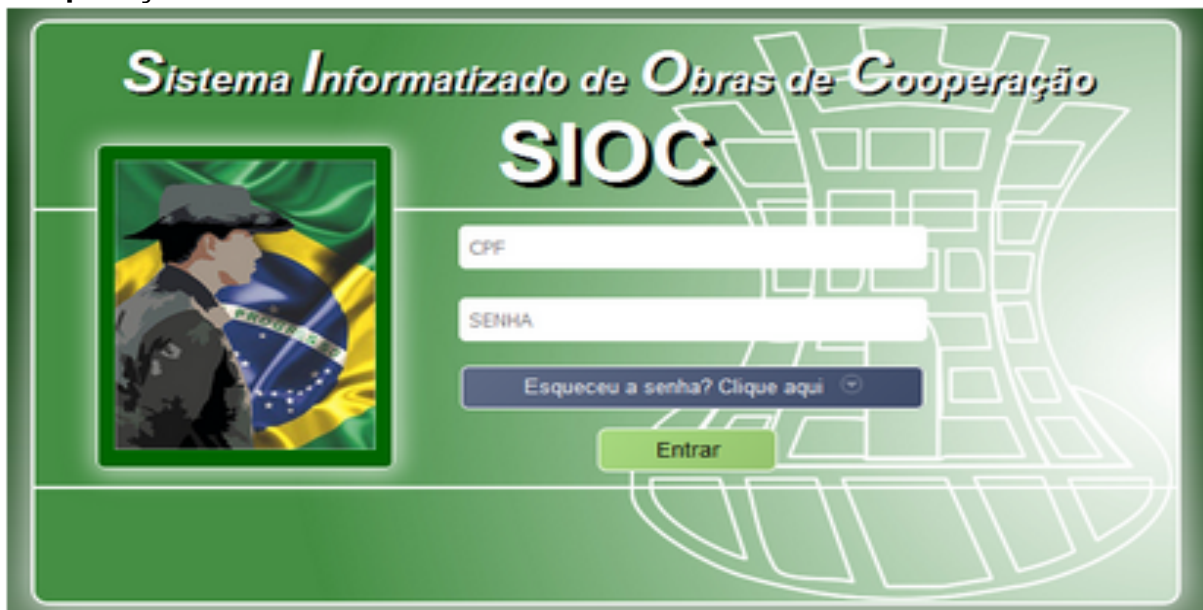 Sistema Informatizado de Obras de Cooperação
SIOC
CPF
SENHA
Esqueceu a senha? Clique aqui
Entrar